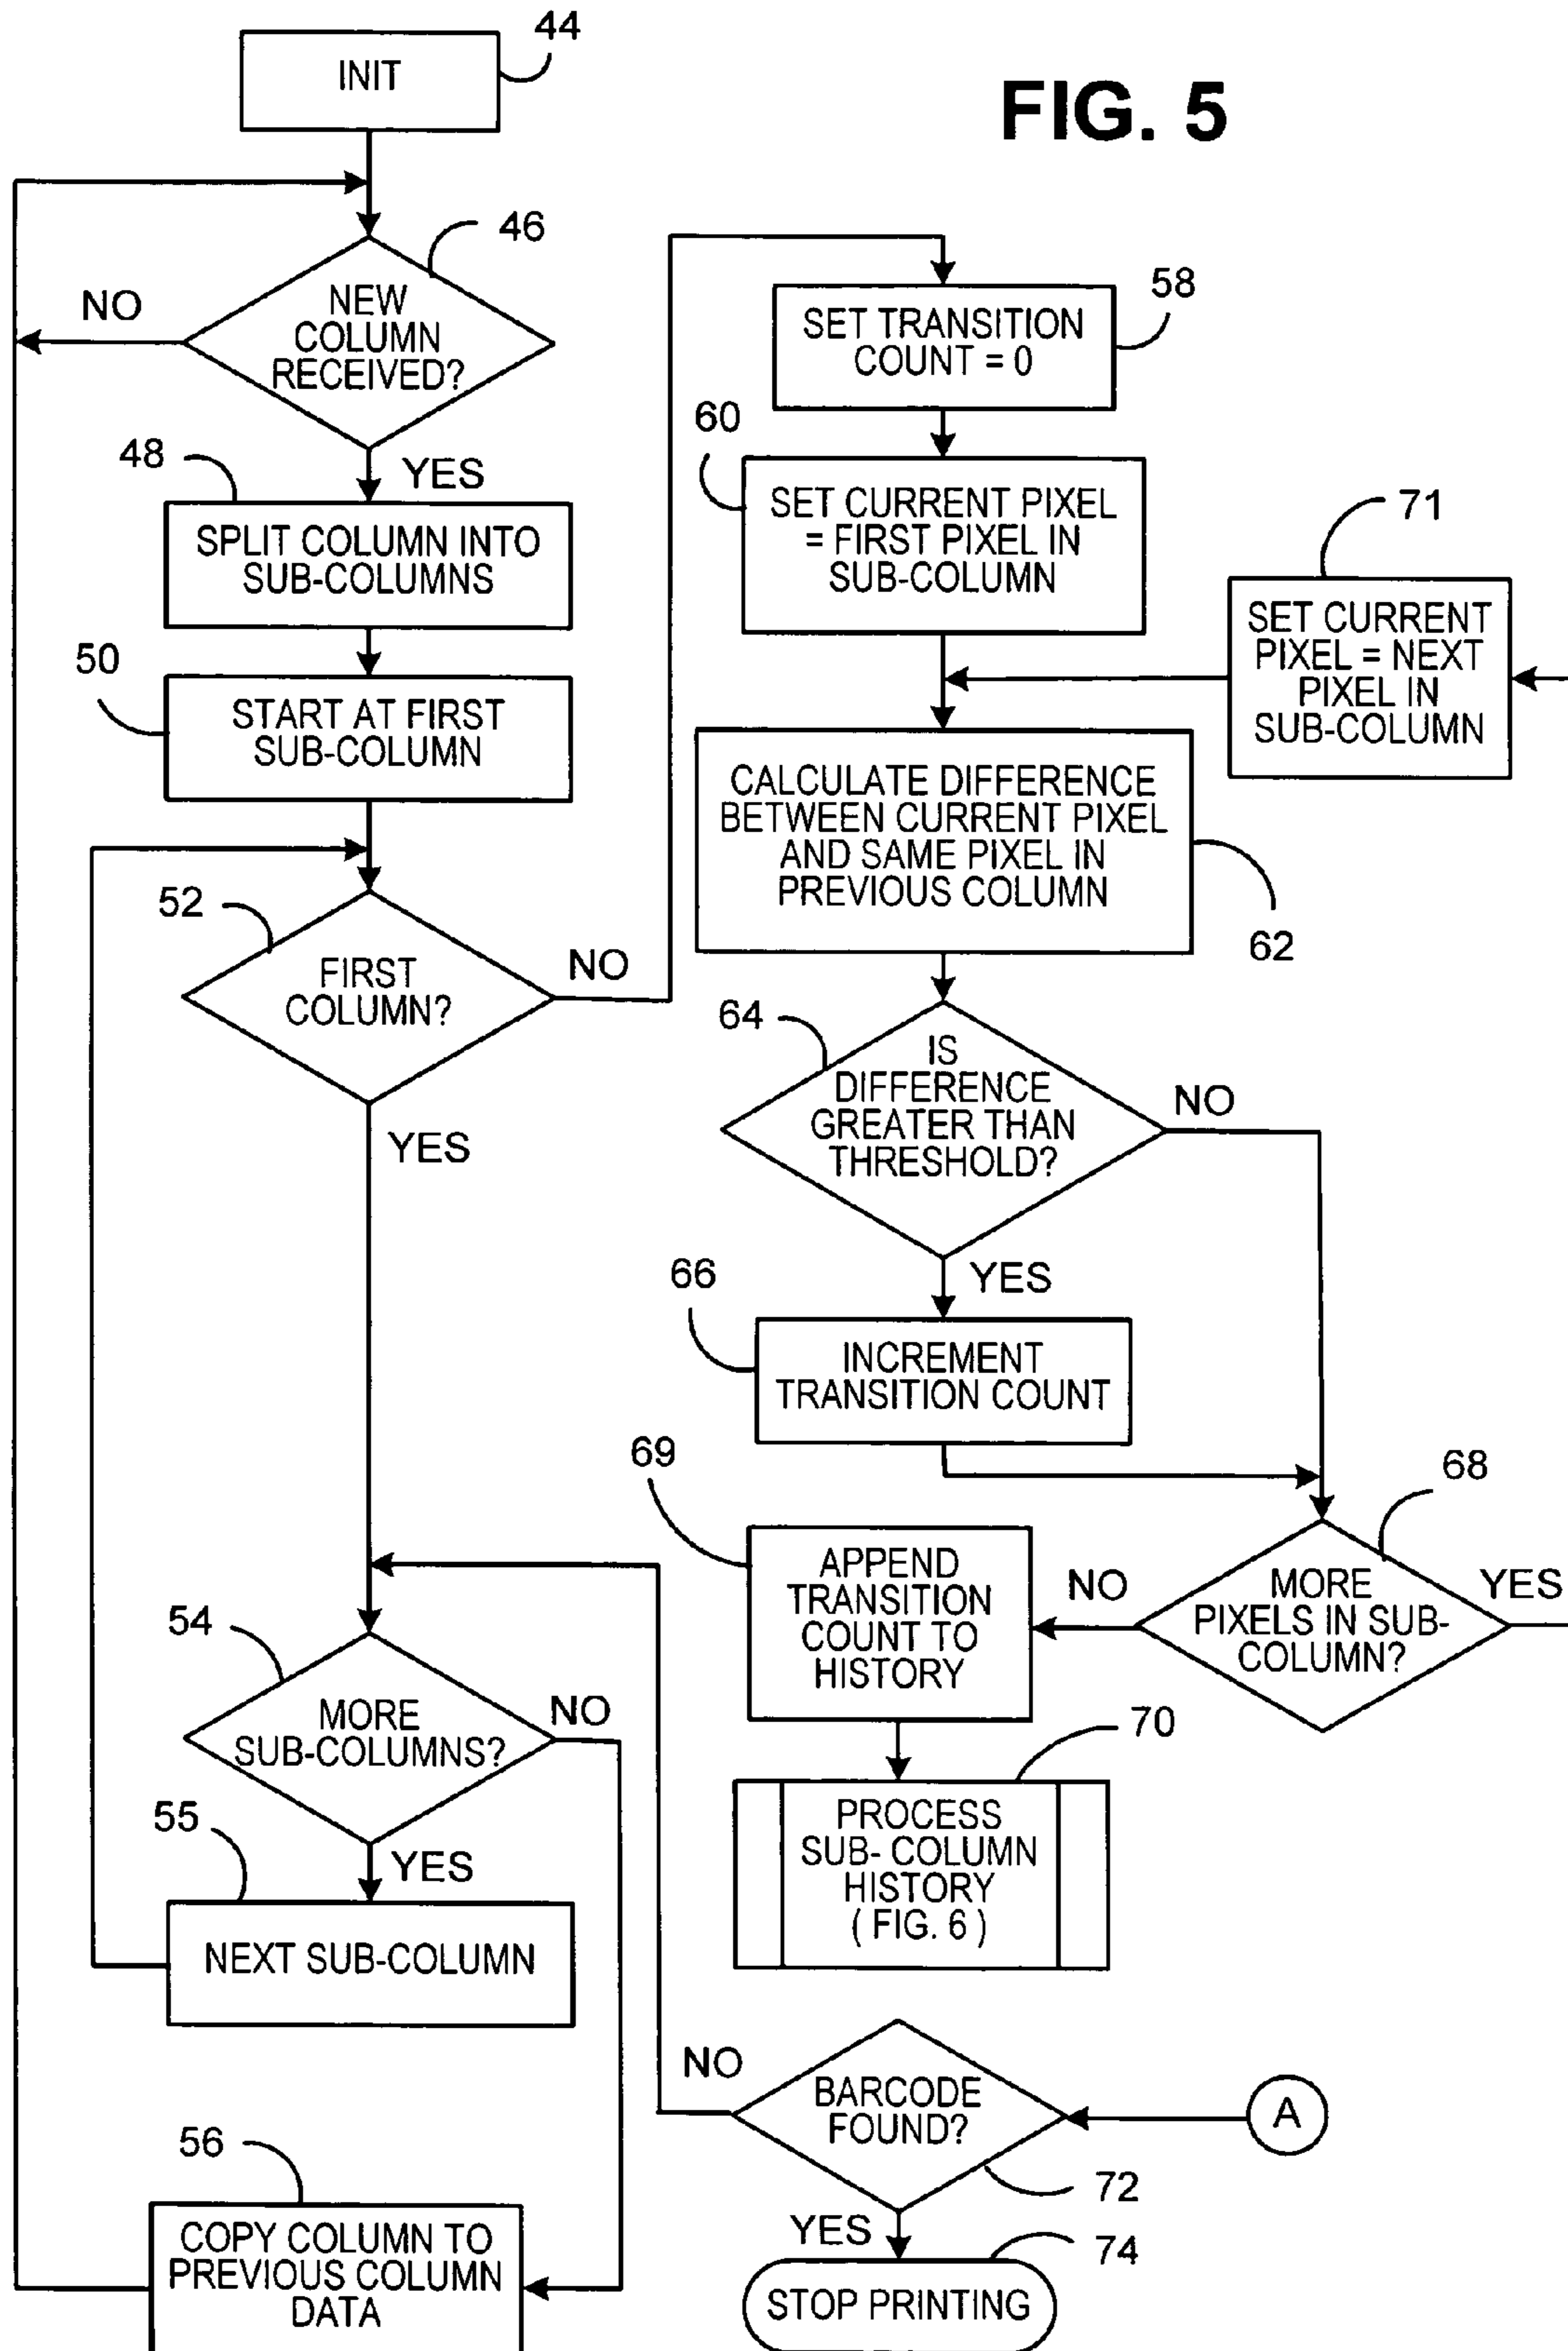 FIG. 5
44
INIT
46
NEW
COLUMN
RECEIVED?
NO
YES
48
SPLIT COLUMN INTO
SUB-COLUMNS
50
START AT FIRST
SUB-COLUMN
52
FIRST
COLUMN?
NO
YES
54
MORE
SUB-COLUMNS?
NO
YES
55
NEXT SUB-COLUMN
56
COPY COLUMN TO
PREVIOUS COLUMN
DATA
58
SET TRANSITION
COUNT = 0
60
SET CURRENT PIXEL
= FIRST PIXEL IN
SUB-COLUMN
71
SET CURRENT
PIXEL = NEXT
PIXEL IN
SUB-COLUMN
CALCULATE DIFFERENCE
BETWEEN CURRENT PIXEL
AND SAME PIXEL IN
PREVIOUS COLUMN
62
64
IS
DIFFERENCE
GREATER THAN
THRESHOLD?
NO
YES
66
INCREMENT
TRANSITION COUNT
68
MORE
PIXELS IN SUB-
COLUMN?
YES
NO
69
APPEND
TRANSITION
COUNT TO
HISTORY
70
PROCESS
SUB- COLUMN
HISTORY
( FIG. 6 )
A
BARCODE
FOUND?
NO
72
YES
74
STOP PRINTING